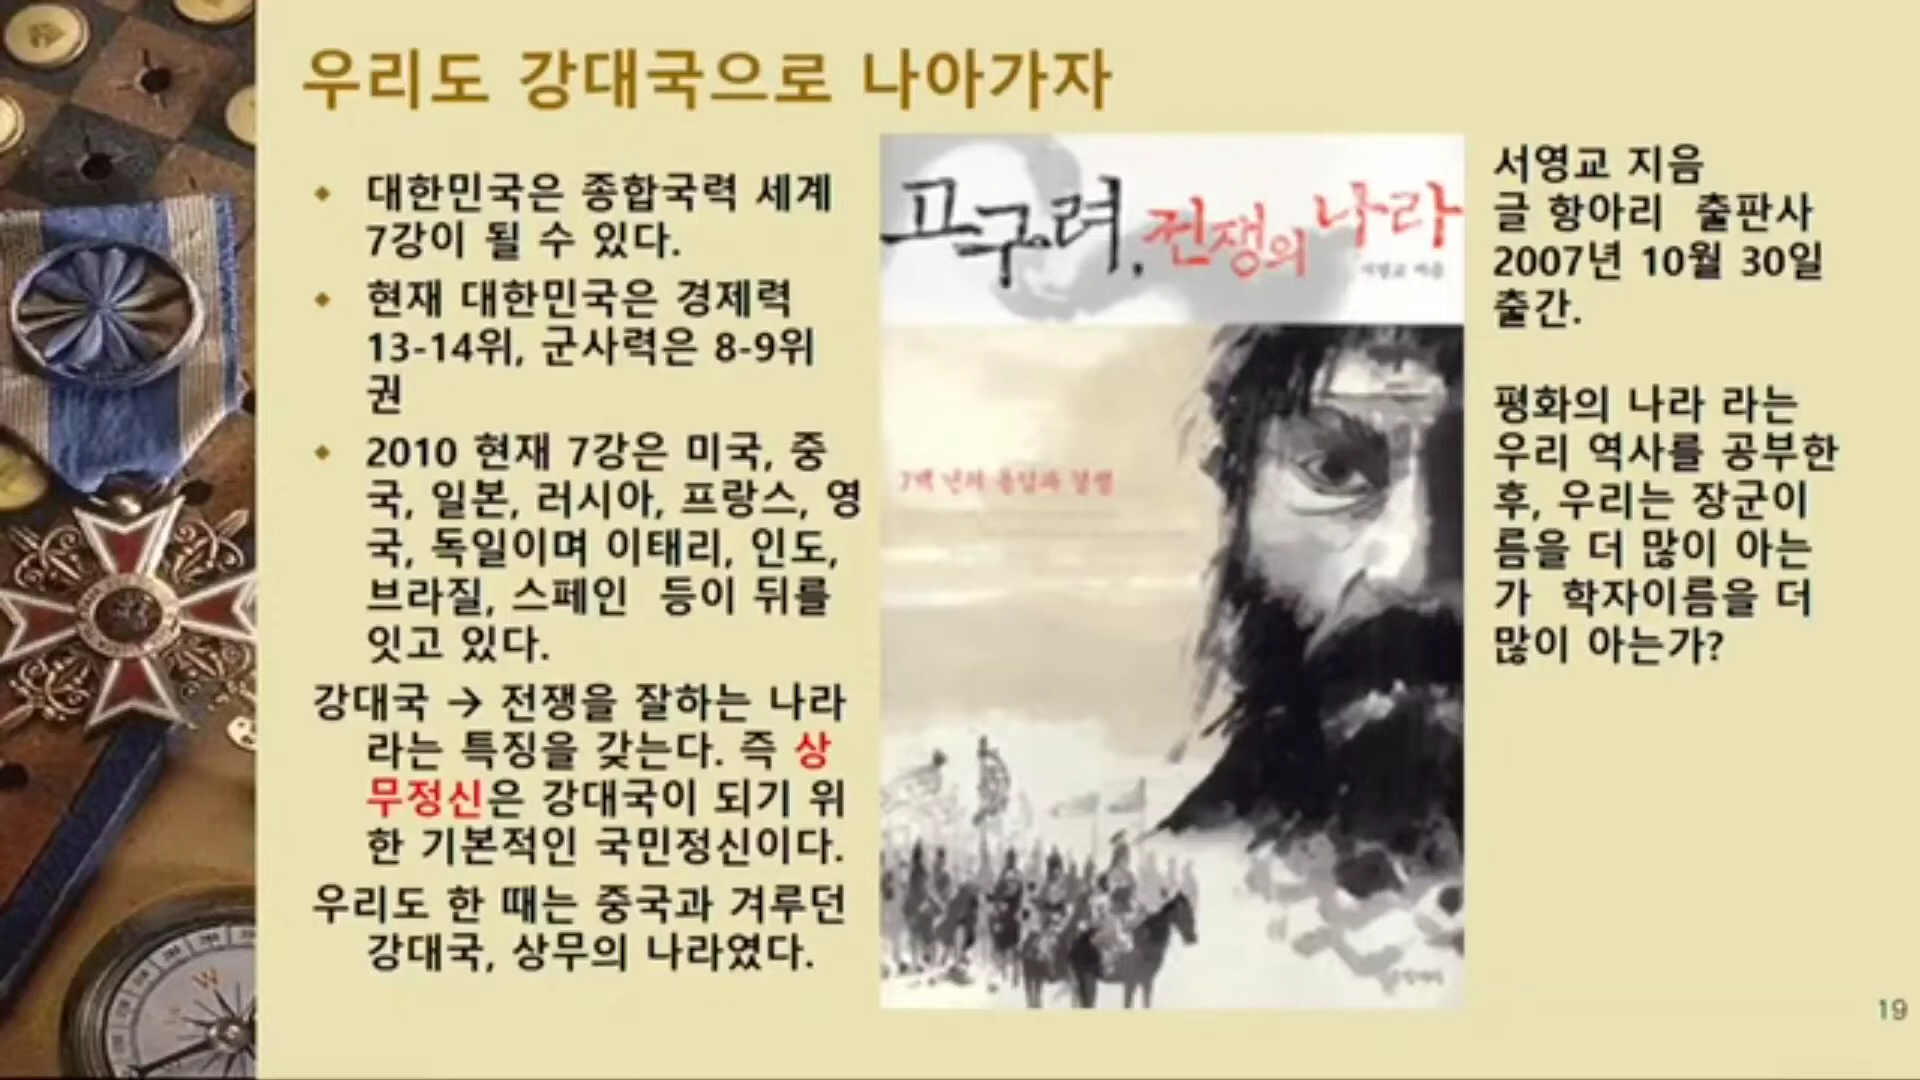 우리도 강대국으로 나아가자
대한민국은 종합국력 세계
7강이 될 수 있다.
현재 대한민국은 경제력
13-14위, 군사력은 8-9위
권
2010 현재 7강은 미국, 중
국, 일본, 러시아, 프랑스, 영
국, 독일이며 이태리, 인도,
브라질, 스페인 등이 뒤를
잇고 있다.
강대국 → 전쟁을 잘하는 나라
라는 특징을 갖는다. 즉 상
무정신은 강대국이 되기 위
한 기본적인 국민정신이다.
우리도 한 때는 중국과 겨루던
강대국, 상무의 나라였다.
고구려, 전쟁의 나라
서영교 지음
7백 년의
서영교 지음
글 항아리 출판사
2007년 10월 30일
출간.
평화의 나라 라는
우리 역사를 공부한
후, 우리는 장군이
름을 더 많이 아는
가 학자이름을 더
많이 아는가?
W
19